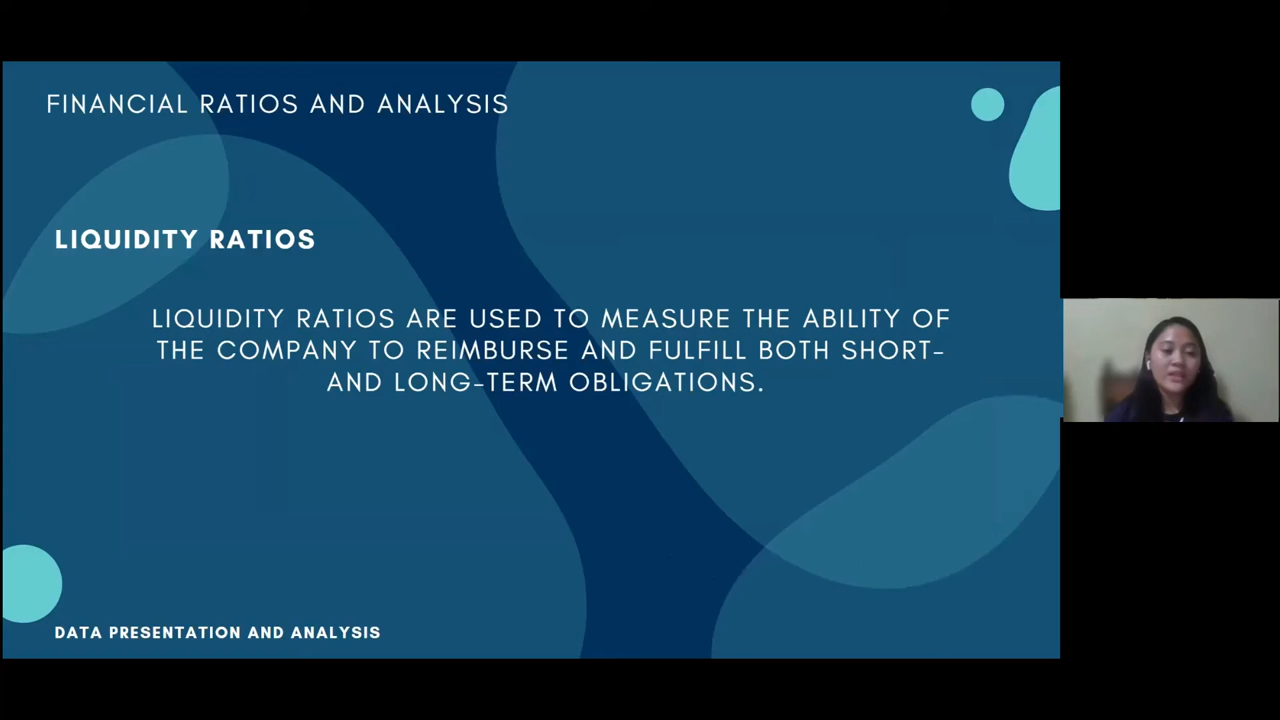 FINANCIAL RATIOS AND ANALYSIS
LIQUIDITY RATIOS
LIQUIDITY RATIOS ARE USED TO MEASURE THE ABILITY OF
THE COMPANY TO REIMBURSE AND FULFILL BOTH SHORT-
AND LONG-TERM OBLIGATIONS.
DATA PRESENTATION AND ANALYSIS